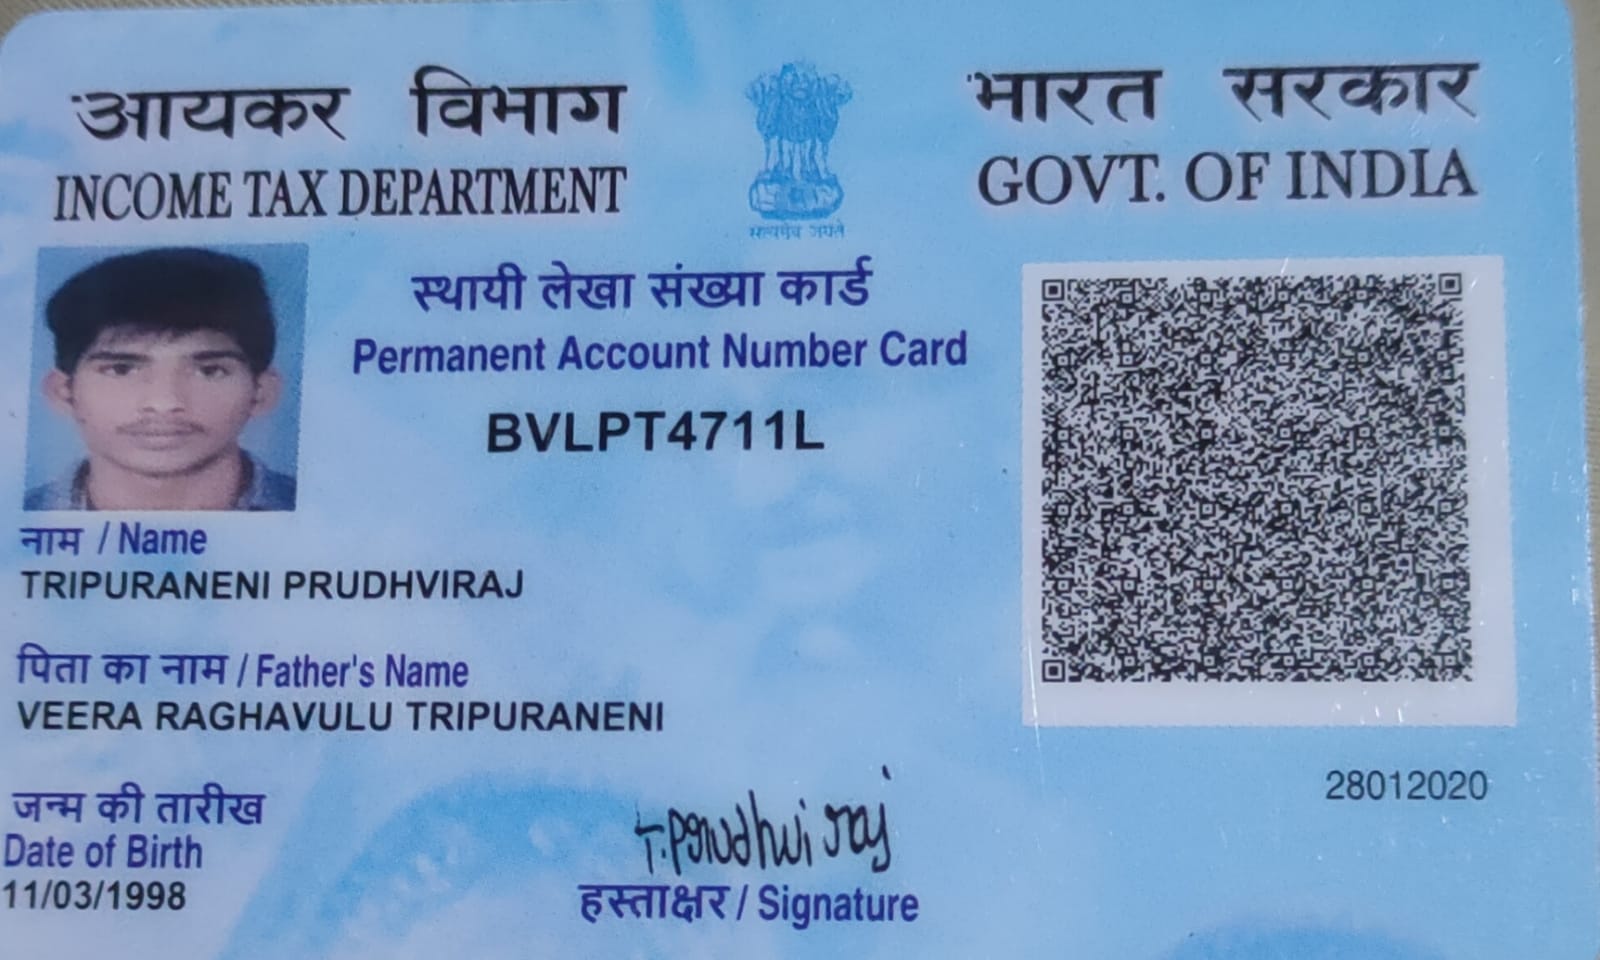 आयकर विभाग
INCOME TAX DEPARTMENT
सत्यमेव जयते
भारत सरकार
GOVT. OF INDIA
स्थायी लेखा संख्या कार्ड
Permanent Account Number Card
BVLPT4711L
नाम / Name
TRIPURANENI PRUDHVIRAJ
पिता का नाम / Father's Name
VEERA RAGHAVULU TRIPURANENI
जन्म की तारीख
Date of Birth
11/03/1998
T.Prudhvi raj
हस्ताक्षर / Signature
28012020